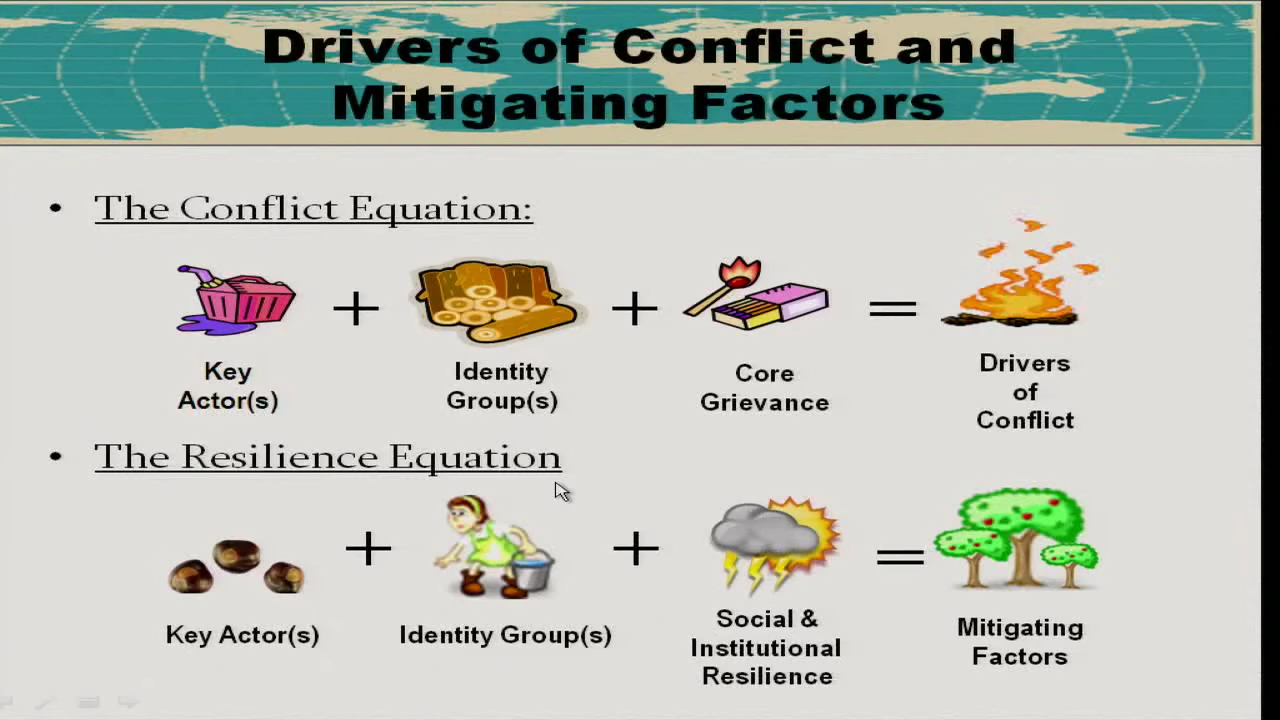 Drivers of Conflict and
Mitigating Factors
• The Conflict Equation:
+ + =
Key
Actor(s)
Identity
Group(s)
Core
Grievance
Drivers
of
Conflict
• The Resilience Equation
+ + =
Key Actor(s)
Identity Group(s)
Social &
Institutional
Resilience
Mitigating
Factors